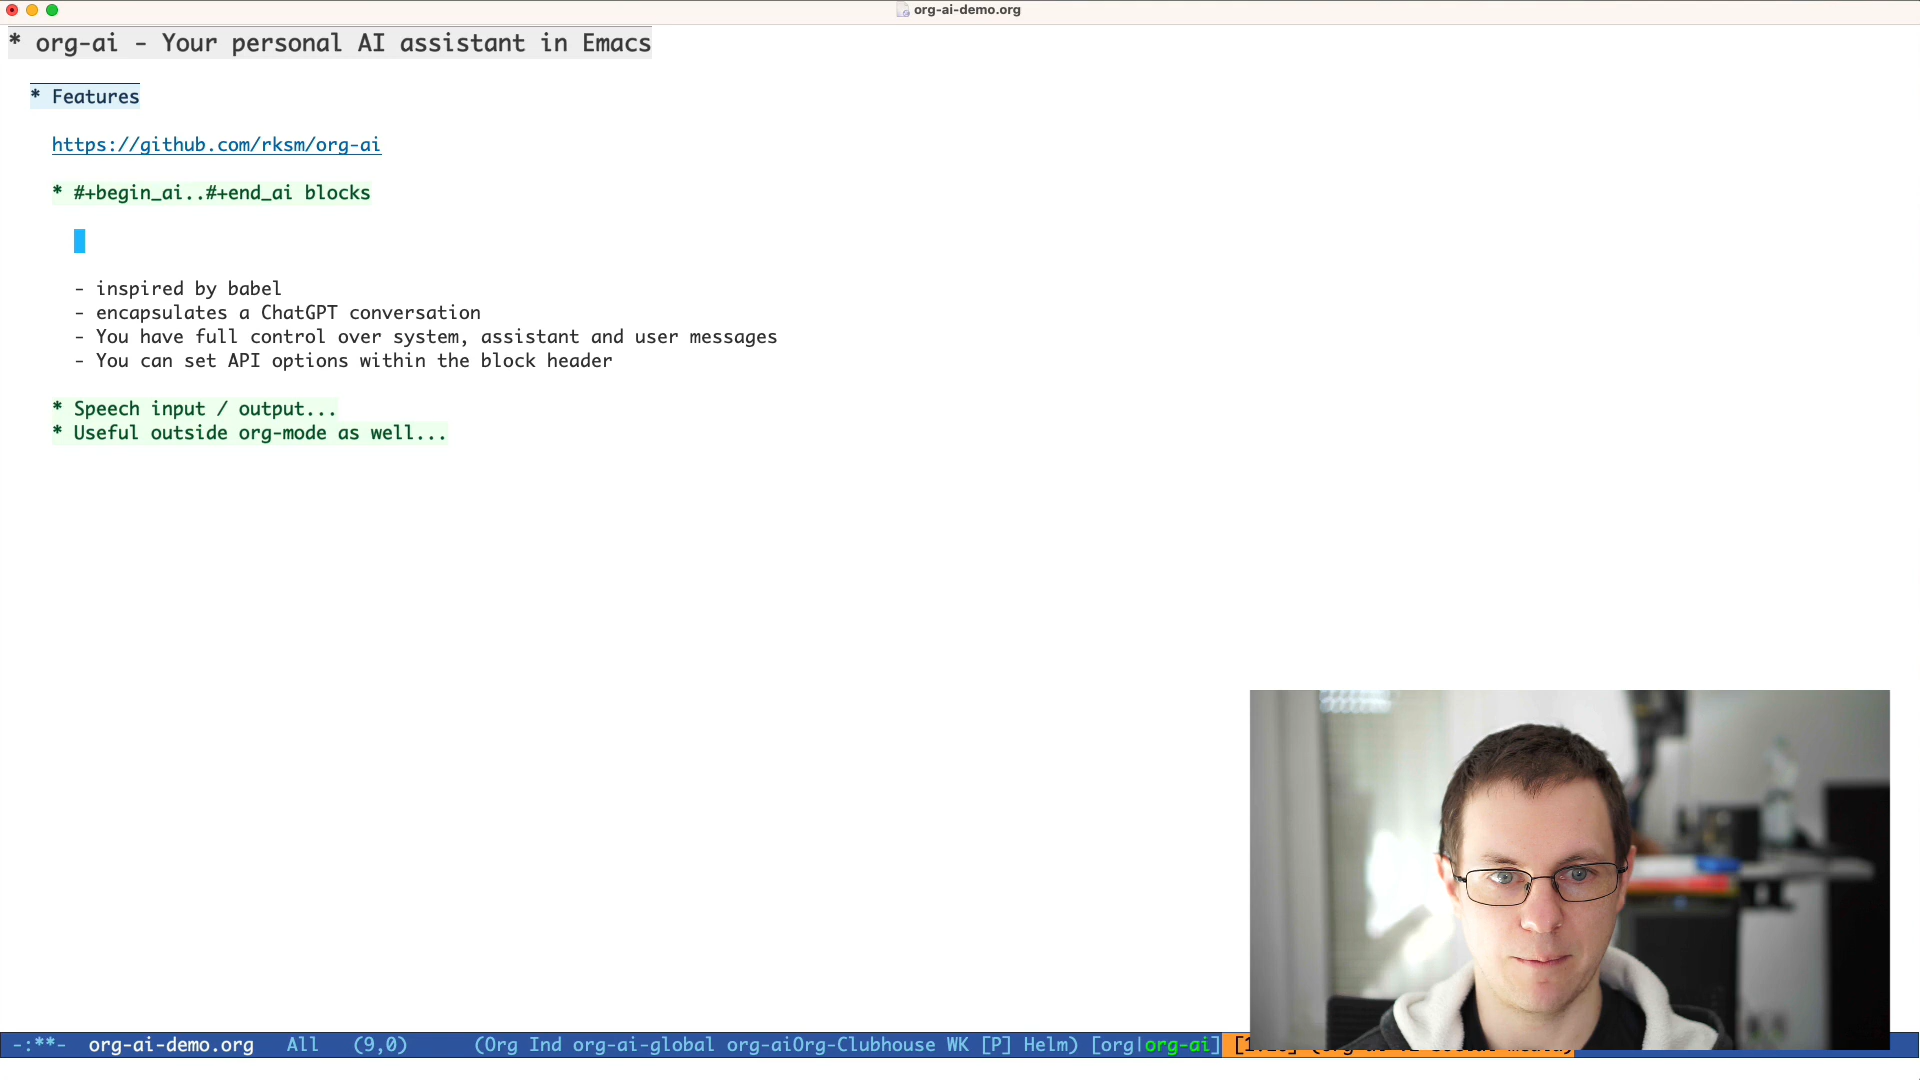 org-ai-demo.org
* org-ai - Your personal AI assistant in Emacs
* Features
https://github.com/rksm/org-ai
* #+begin_ai..#+end_ai blocks
- inspired by babel
- encapsulates a ChatGPT conversation
- You have full control over system, assistant and user messages
- You can set API options within the block header
* Speech input / output...
* Useful outside org-mode as well...
-:**- org-ai-demo.org All (9,0) (Org Ind org-ai-global org-aiOrg-Clubhouse WK [P] Helm) [org|org-ai]